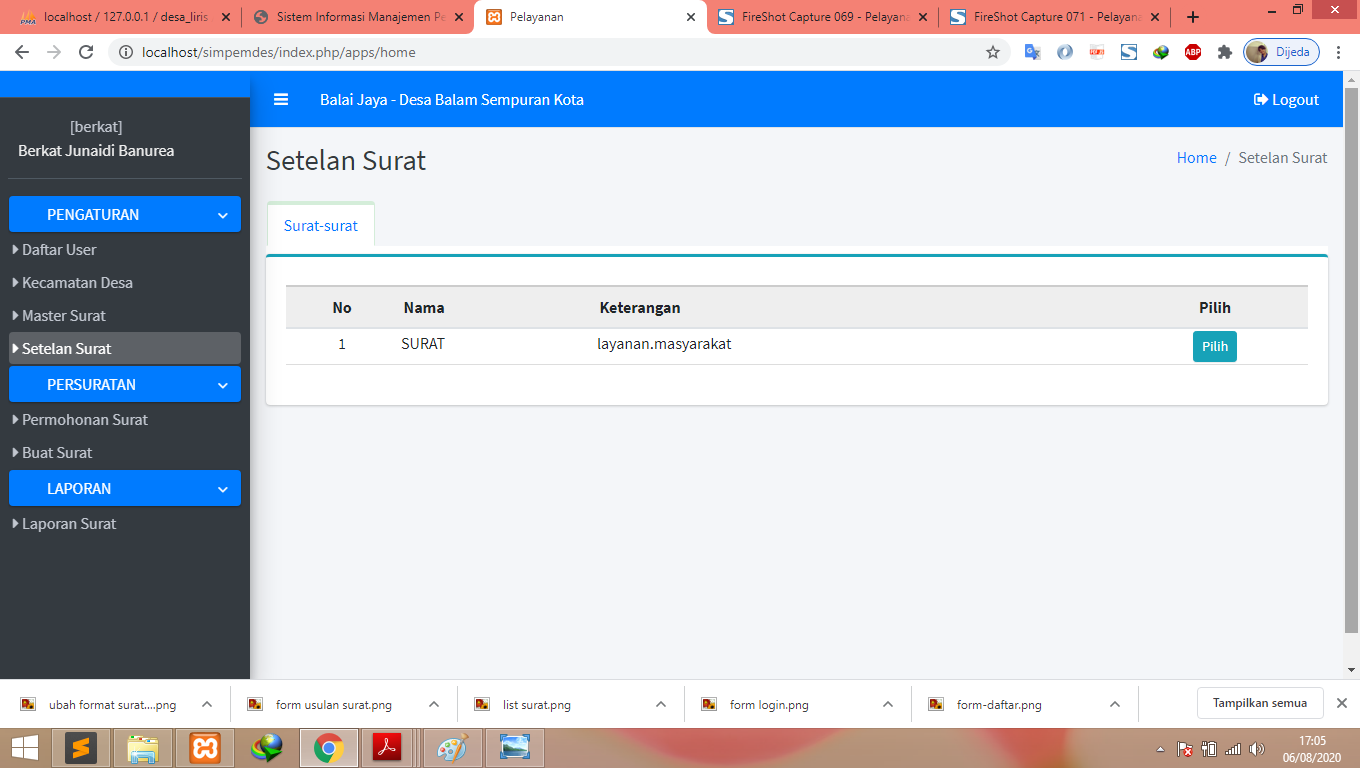 localhost / 127.0.0.1 / desa_liris
Sistem Informasi Manajemen Pe
Pelayanan
FireShot Capture 069 - Pelayana
FireShot Capture 071 - Pelayana
localhost/simpemdes/index.php/apps/home
ABP
Dijeda
Balai Jaya - Desa Balam Sempuran Kota
Logout
[berkat]
Berkat Junaidi Banurea
Setelan Surat
Home / Setelan Surat
PENGATURAN
Daftar User
Kecamatan Desa
Master Surat
Setelan Surat
PERSURATAN
Permohonan Surat
Buat Surat
LAPORAN
Laporan Surat
Surat-surat
No Nama Keterangan Pilih
1 SURAT layanan.masyarakat Pilih
ubah format surat....png
form usulan surat.png
list surat.png
form login.png
form-daftar.png
Tampilkan semua
17:05
06/08/2020